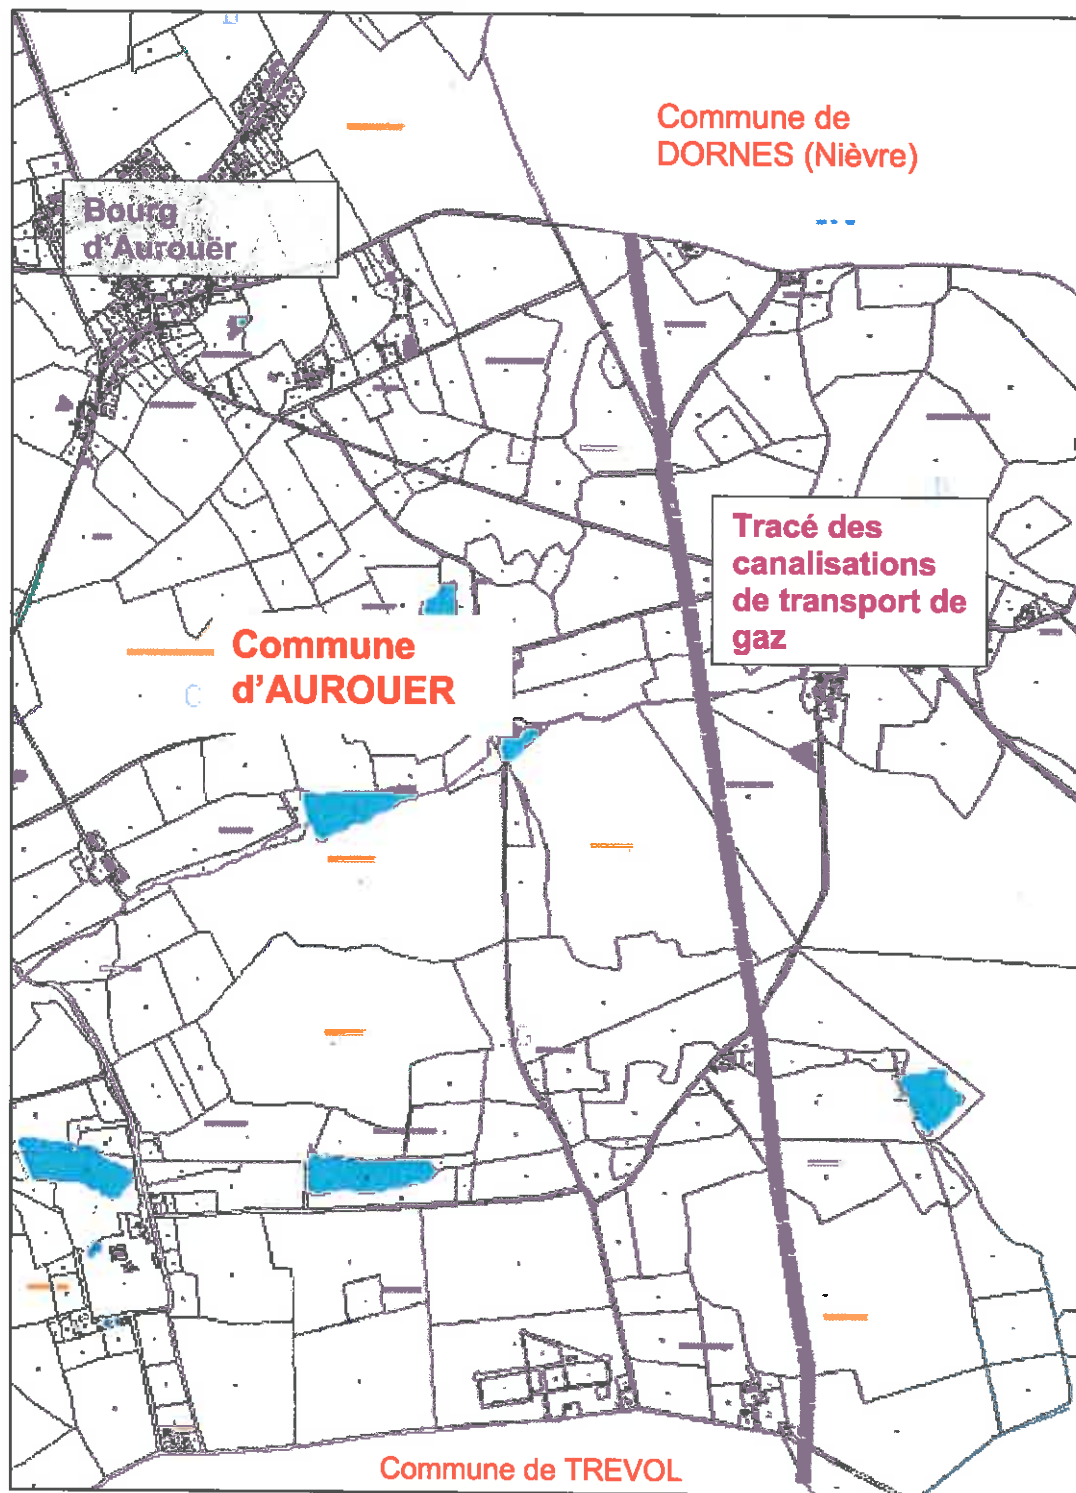 Commune de
DORNES (Nièvre)
Bourg
d'Aurouër
Tracé des
canalisations
de transport de
gaz
Commune
d'AUROUER
Commune de TREVOL